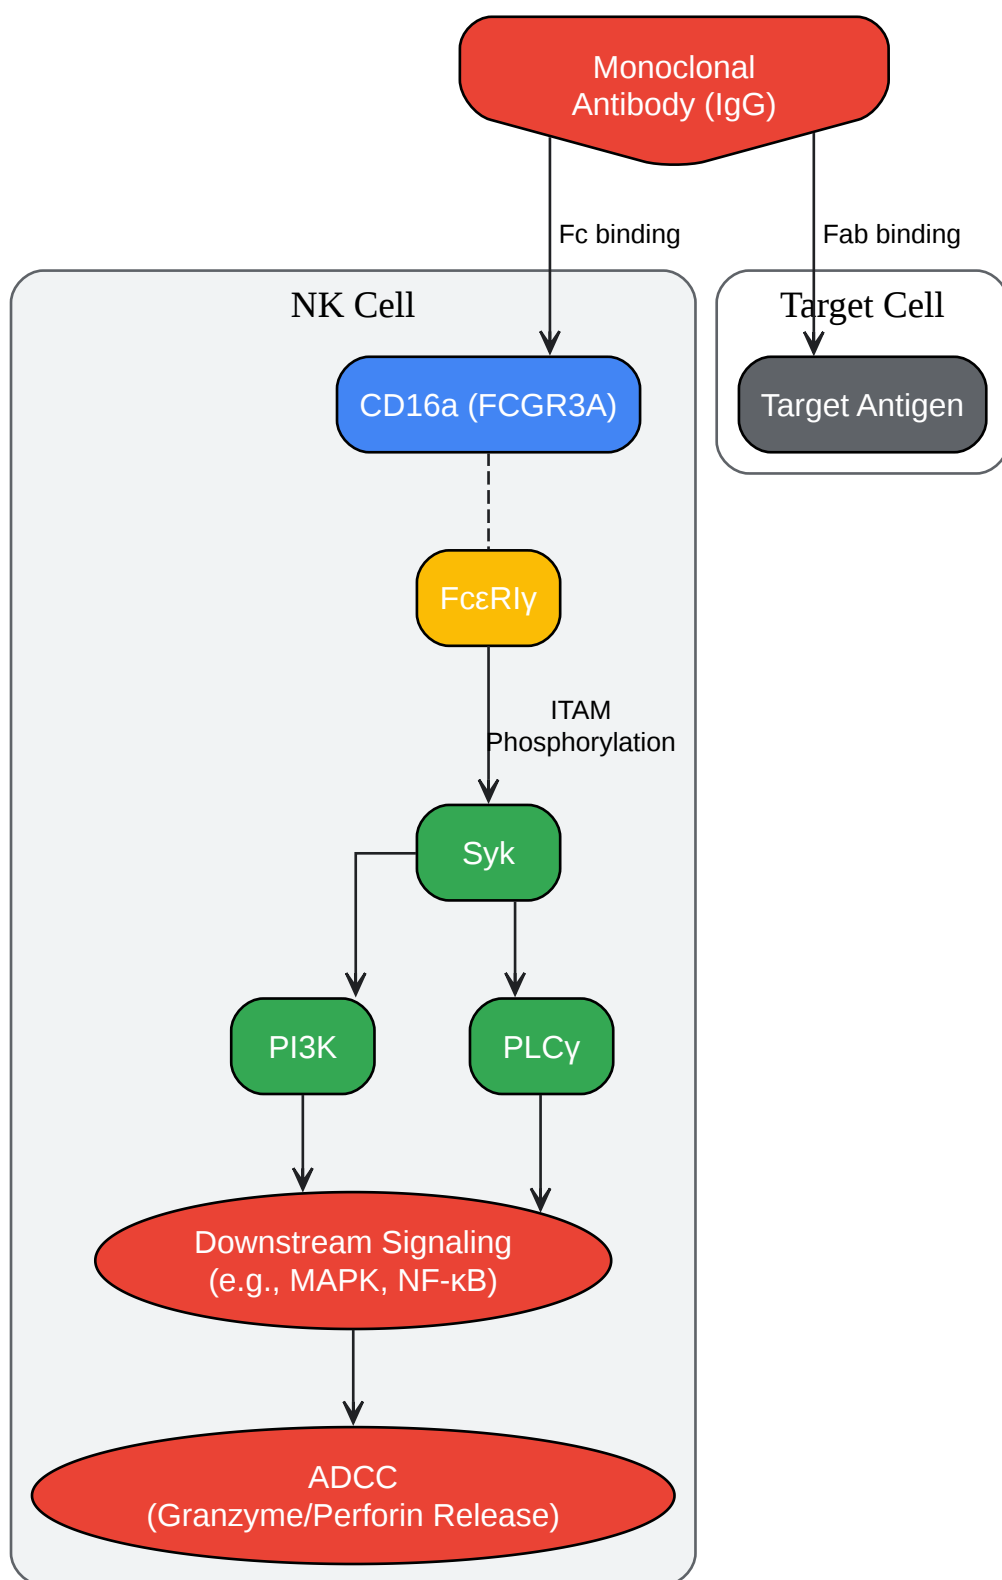 Monoclonal
Antibody (IgG)
Fc binding
Fab binding
NK Cell
Target Cell
CD16a (FCGR3A)
Target Antigen
FcεRIγ
ITAM
Phosphorylation
Syk
PI3K
PLCγ
Downstream Signaling
(e.g., MAPK, NF-κB)
ADCC
(Granzyme/Perforin Release)